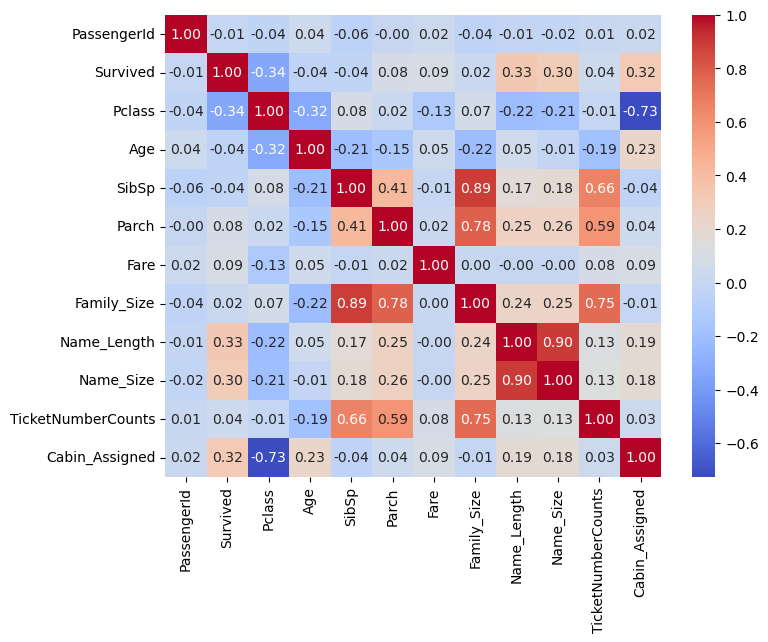 PassengerId 1.00 -0.01 -0.04 0.04 -0.06 -0.00 0.02 -0.04 -0.01 -0.02 0.01 0.02
Survived -0.01 1.00 -0.34 -0.04 -0.04 0.08 0.09 0.02 0.33 0.30 0.04 0.32
Pclass -0.04 -0.34 1.00 -0.32 0.08 0.02 -0.13 0.07 -0.22 -0.21 -0.01 -0.73
Age 0.04 -0.04 -0.32 1.00 -0.21 -0.15 0.05 -0.22 0.05 -0.01 -0.19 0.23
SibSp -0.06 -0.04 0.08 -0.21 1.00 0.41 -0.01 0.89 0.17 0.18 0.66 -0.04
Parch -0.00 0.08 0.02 -0.15 0.41 1.00 0.02 0.78 0.25 0.26 0.59 0.04
Fare 0.02 0.09 -0.13 0.05 -0.01 0.02 1.00 0.00 -0.00 -0.00 0.08 0.09
Family_Size -0.04 0.02 0.07 -0.22 0.89 0.78 0.00 1.00 0.24 0.25 0.75 -0.01
Name_Length -0.01 0.33 -0.22 0.05 0.17 0.25 -0.00 0.24 1.00 0.90 0.13 0.19
Name_Size -0.02 0.30 -0.21 -0.01 0.18 0.26 -0.00 0.25 0.90 1.00 0.13 0.18
TicketNumberCounts 0.01 0.04 -0.01 -0.19 0.66 0.59 0.08 0.75 0.13 0.13 1.00 0.03
Cabin_Assigned 0.02 0.32 -0.73 0.23 -0.04 0.04 0.09 -0.01 0.19 0.18 0.03 1.00
PassengerId
Survived
Pclass
Age
SibSp
Parch
Fare
Family_Size
Name_Length
Name_Size
TicketNumberCounts
Cabin_Assigned
1.0
0.8
0.6
0.4
0.2
0.0
−0.2
−0.4
−0.6